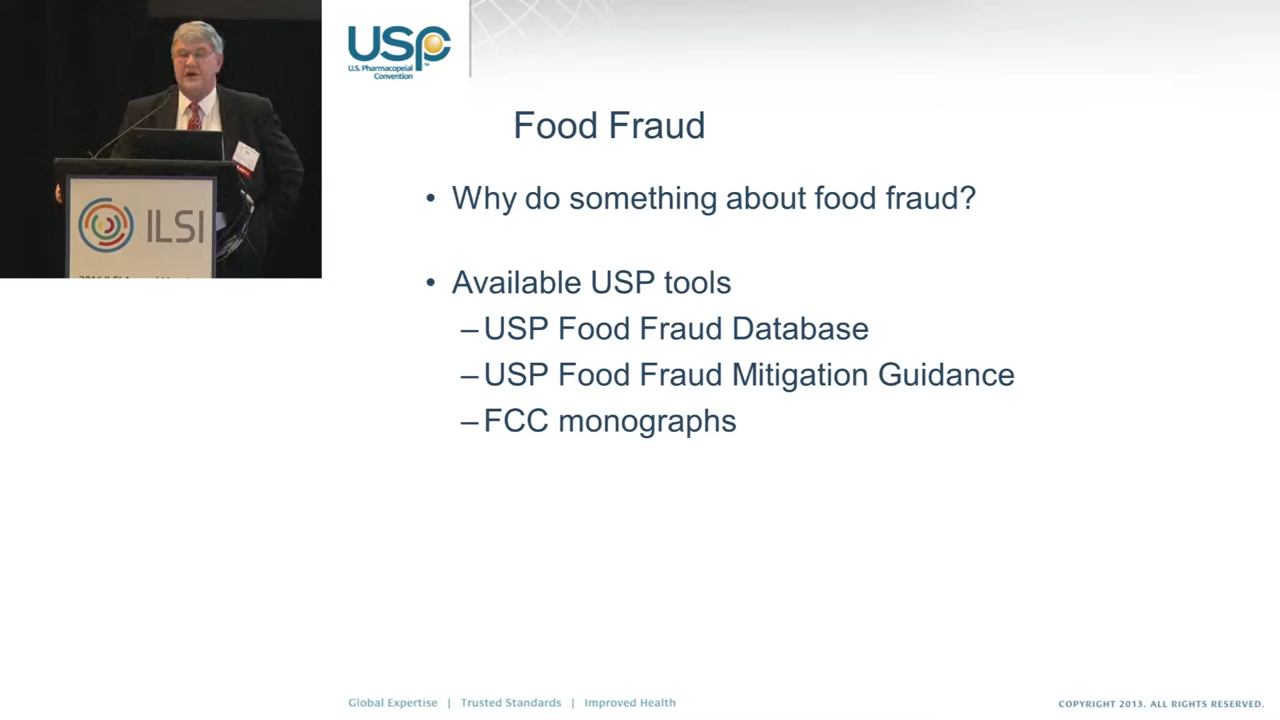 USP
U.S. Pharmacopeial
Convention
Food Fraud
• Why do something about food fraud?
• Available USP tools
–USP Food Fraud Database
–USP Food Fraud Mitigation Guidance
–FCC monographs
ILSI
Global Expertise | Trusted Standards | Improved Health
COPYRIGHT 2013. ALL RIGHTS RESERVED.